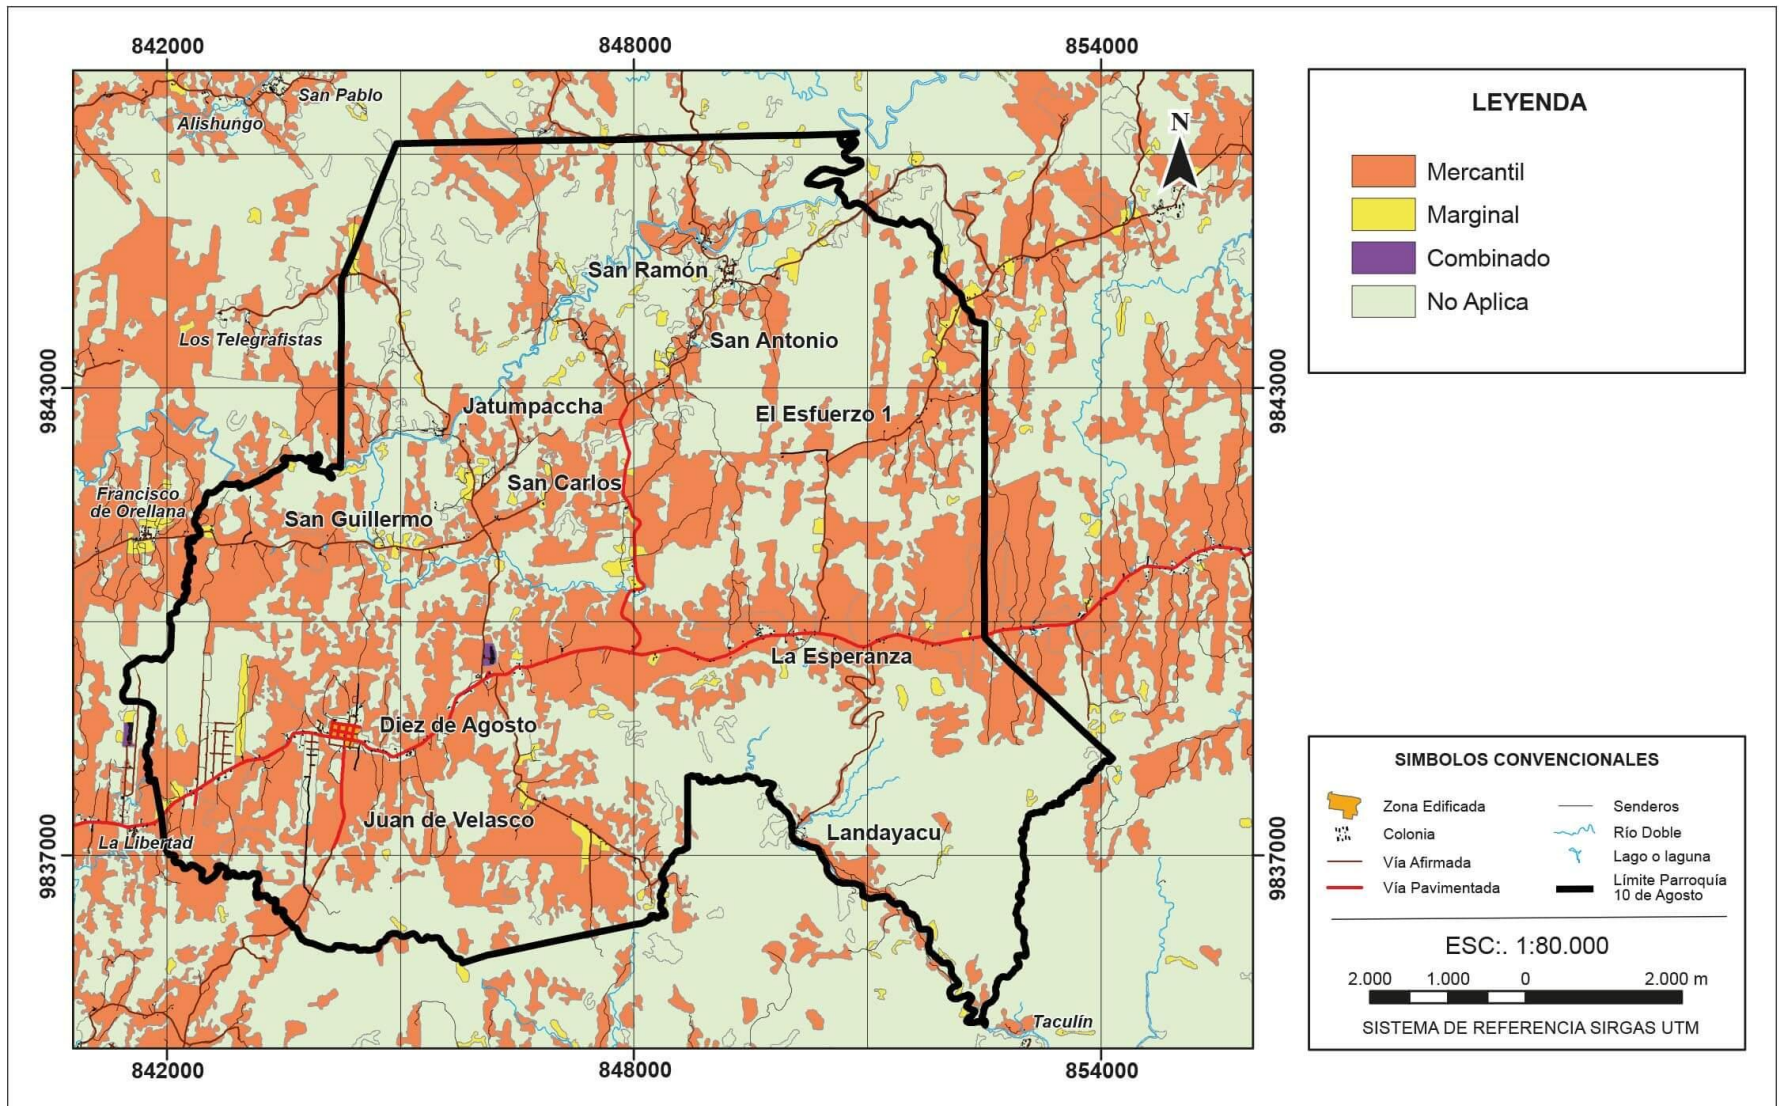 842000
848000
854000
San Pablo
Alishungo
San Ramón
Los Telegrafistas
San Antonio
9843000
9843000
Jatumpaccha
El Esfuerzo 1
San Carlos
Francisco
de Orellana
San Guillermo
La Esperanza
Diez de Agosto
Juan de Velasco
Landayacu
La Libertad
9837000
9837000
Taculín
842000
848000
854000
N
LEYENDA
Mercantil
Marginal
Combinado
No Aplica
SIMBOLOS CONVENCIONALES
Zona Edificada
Colonia
Vía Afirmada
Vía Pavimentada
Senderos
Río Doble
Lago o laguna
Límite Parroquía
10 de Agosto
ESC:. 1:80.000
2.000 1.000 0 2.000 m
SISTEMA DE REFERENCIA SIRGAS UTM